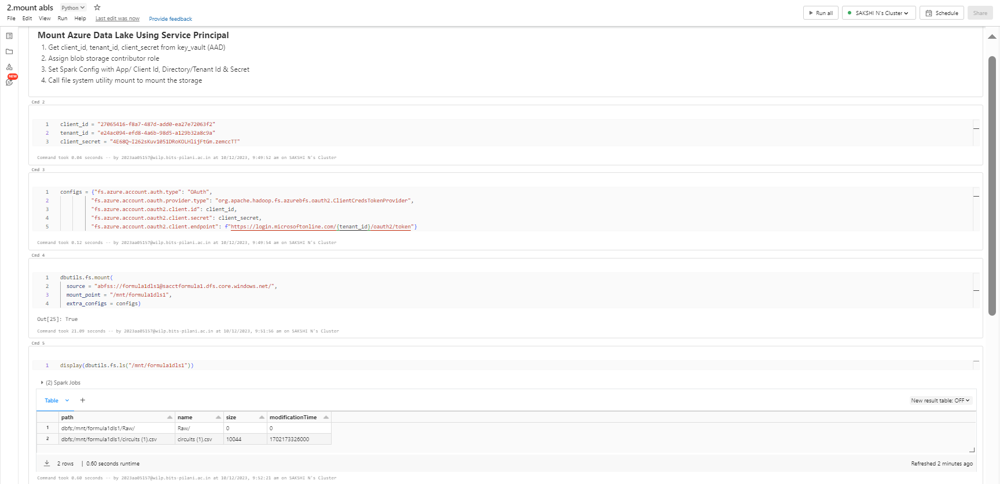 2.mount abls Python
File Edit View Run Help Last edit was now Provide feedback
Run all SAKSHI N's Cluster Schedule Share
NEW
Mount Azure Data Lake Using Service Principal
1. Get client_id, tenant_id, client_secret from key_vault (AAD)
2. Assign blob storage contributor role
3. Set Spark Config with App/ Client Id, Directory/Tenant Id & Secret
4. Call file system utility mount to mount the storage
Cmd 2
1 client_id = "27065416-f8a7-487d-add0-ea27e72063f2"
2 tenant_id = "e24ac094-efd8-4a6b-98d5-a129b32a8c9a"
3 client_secret = "4E68Q~I262sKuv1051DRoKOLHlijFtGm.zemccTT"
Command took 0.04 seconds -- by 2023aa05157@wilp.bits-pilani.ac.in at 10/12/2023, 9:49:52 am on SAKSHI N's Cluster
Cmd 3
1 configs = {"fs.azure.account.auth.type": "OAuth",
2 "fs.azure.account.oauth.provider.type": "org.apache.hadoop.fs.azurebfs.oauth2.ClientCredsTokenProvider",
3 "fs.azure.account.oauth2.client.id": client_id,
4 "fs.azure.account.oauth2.client.secret": client_secret,
5 "fs.azure.account.oauth2.client.endpoint": f"https://login.microsoftonline.com/{tenant_id}/oauth2/token"}
Command took 0.12 seconds -- by 2023aa05157@wilp.bits-pilani.ac.in at 10/12/2023, 9:49:54 am on SAKSHI N's Cluster
Cmd 4
1 dbutils.fs.mount(
2 source = "abfss://formula1dls1@sacctformula1.dfs.core.windows.net/",
3 mount_point = "/mnt/formula1dls1",
4 extra_configs = configs)
Out[25]: True
Command took 21.09 seconds -- by 2023aa05157@wilp.bits-pilani.ac.in at 10/12/2023, 9:51:56 am on SAKSHI N's Cluster
Cmd 5
1 display(dbutils.fs.ls("/mnt/formula1dls1"))
(2) Spark Jobs
Table + New result table: OFF
path name size modificationTime
1 dbfs:/mnt/formula1dls1/Raw/ Raw/ 0 0
2 dbfs:/mnt/formula1dls1/circuits (1).csv circuits (1).csv 10044 1702173326000
2 rows | 0.60 seconds runtime Refreshed 2 minutes ago
Command took 0.60 seconds -- by 2023aa05157@wilp.bits-pilani.ac.in at 10/12/2023, 9:52:21 am on SAKSHI N's Cluster